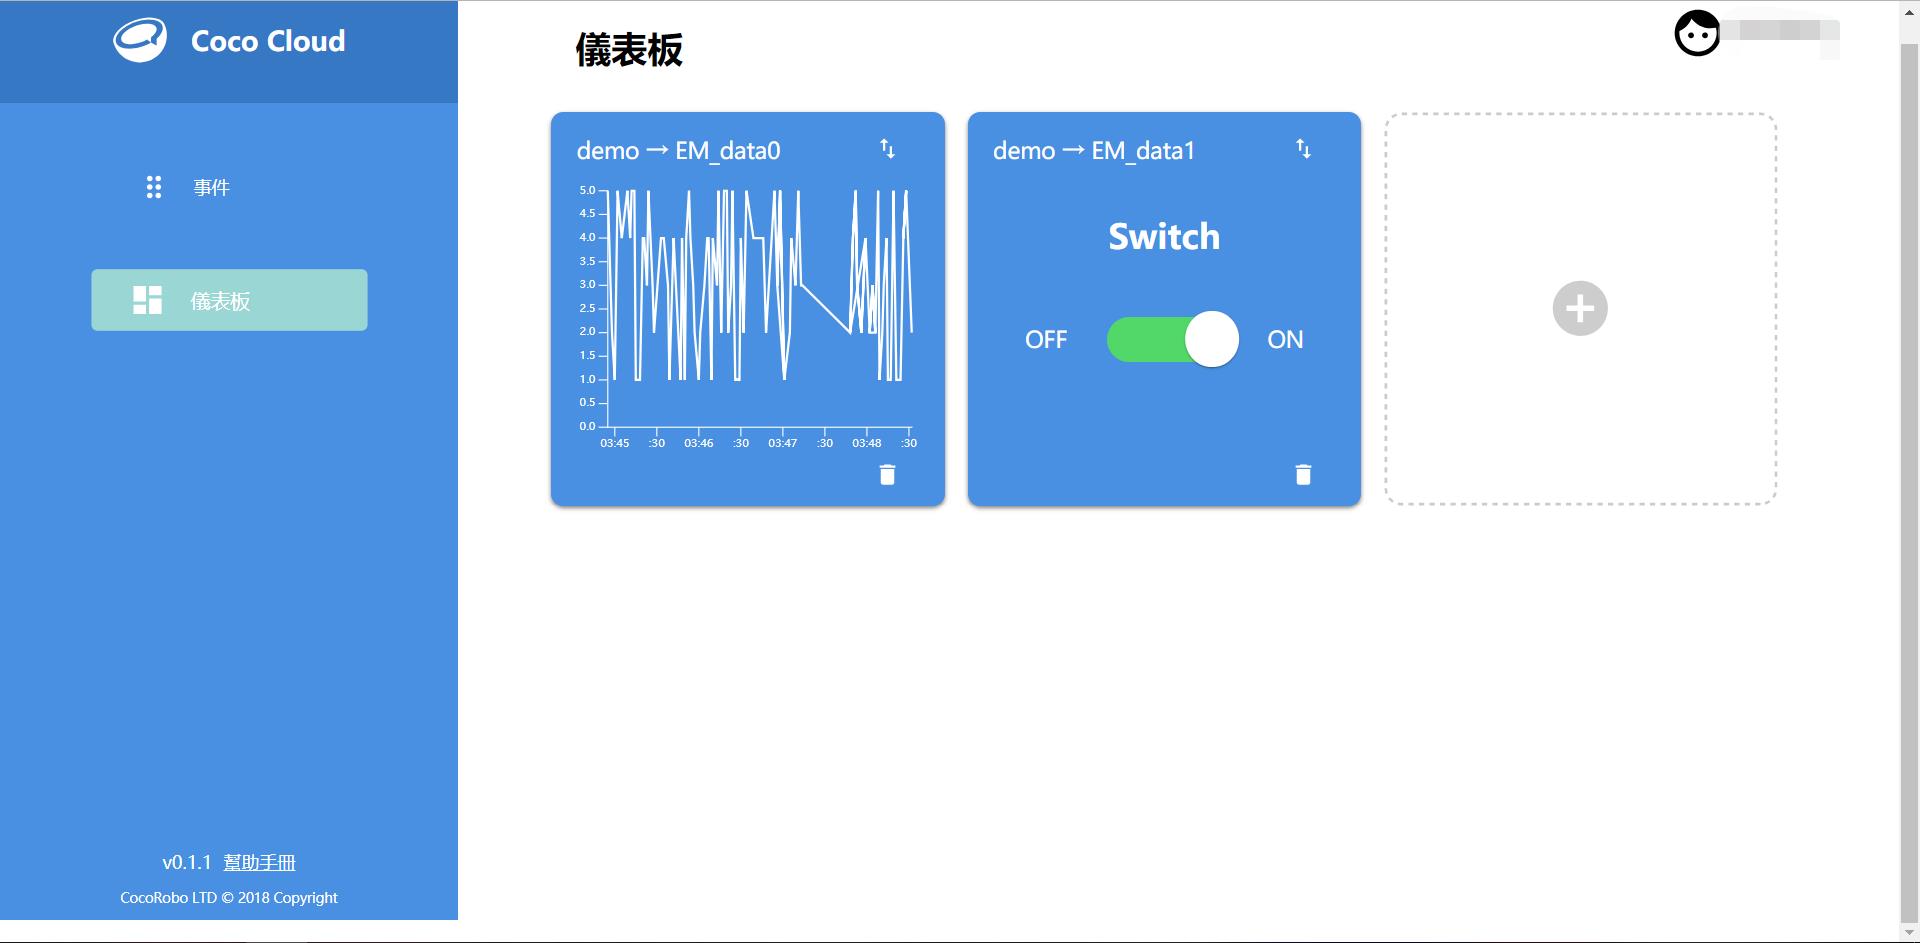 Coco Cloud
事件
儀表板
v0.1.1 幫助手冊
CocoRobo LTD © 2018 Copyright
儀表板
demo → EM_data0
5.0
4.5
4.0
3.5
3.0
2.5
2.0
1.5
1.0
0.5
0.0
03:45 :30 03:46 :30 03:47 :30 03:48 :30
demo → EM_data1
Switch
OFF ON